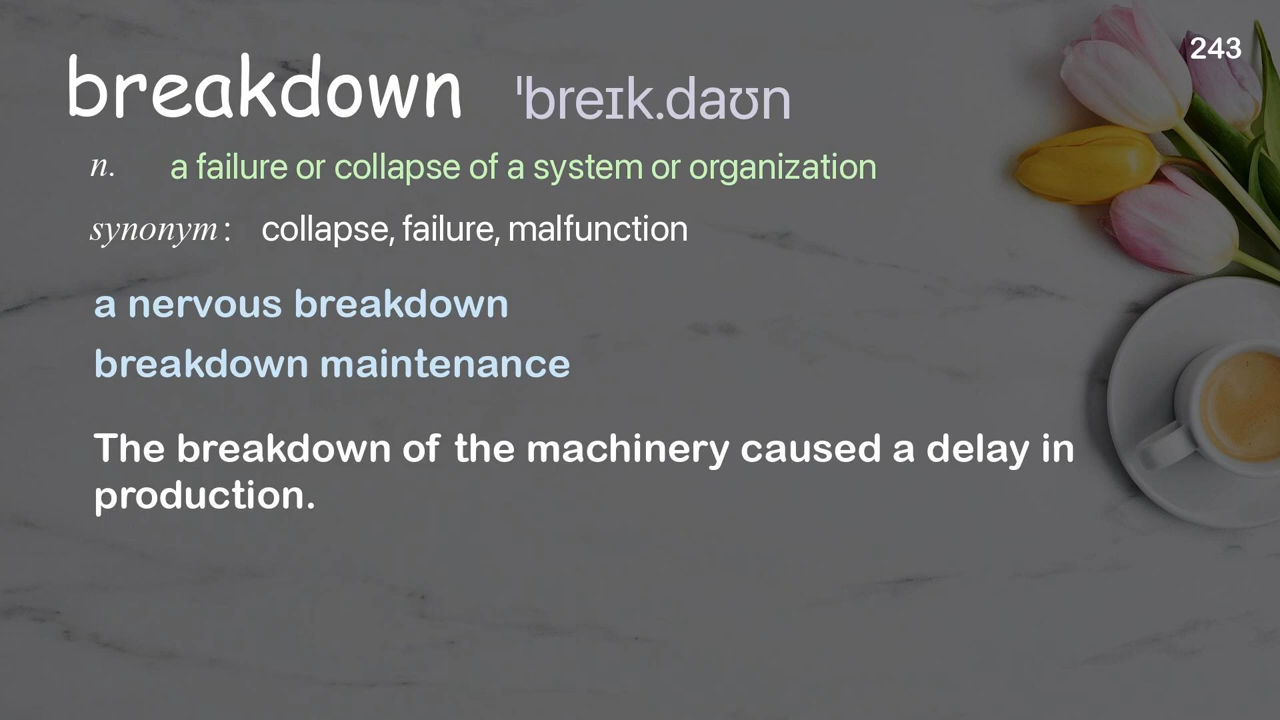 243
breakdown ˈbreɪk.daʊn
n. a failure or collapse of a system or organization
synonym: collapse, failure, malfunction
a nervous breakdown
breakdown maintenance
The breakdown of the machinery caused a delay in
production.